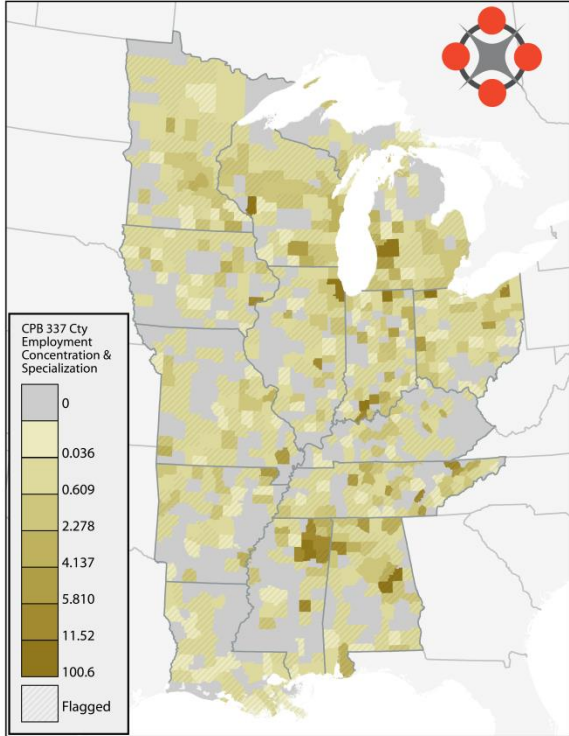 CPB 337 Cty
Employment
Concentration &
Specialization
0
0.036
0.609
2.278
4.137
5.810
11.52
100.6
Flagged